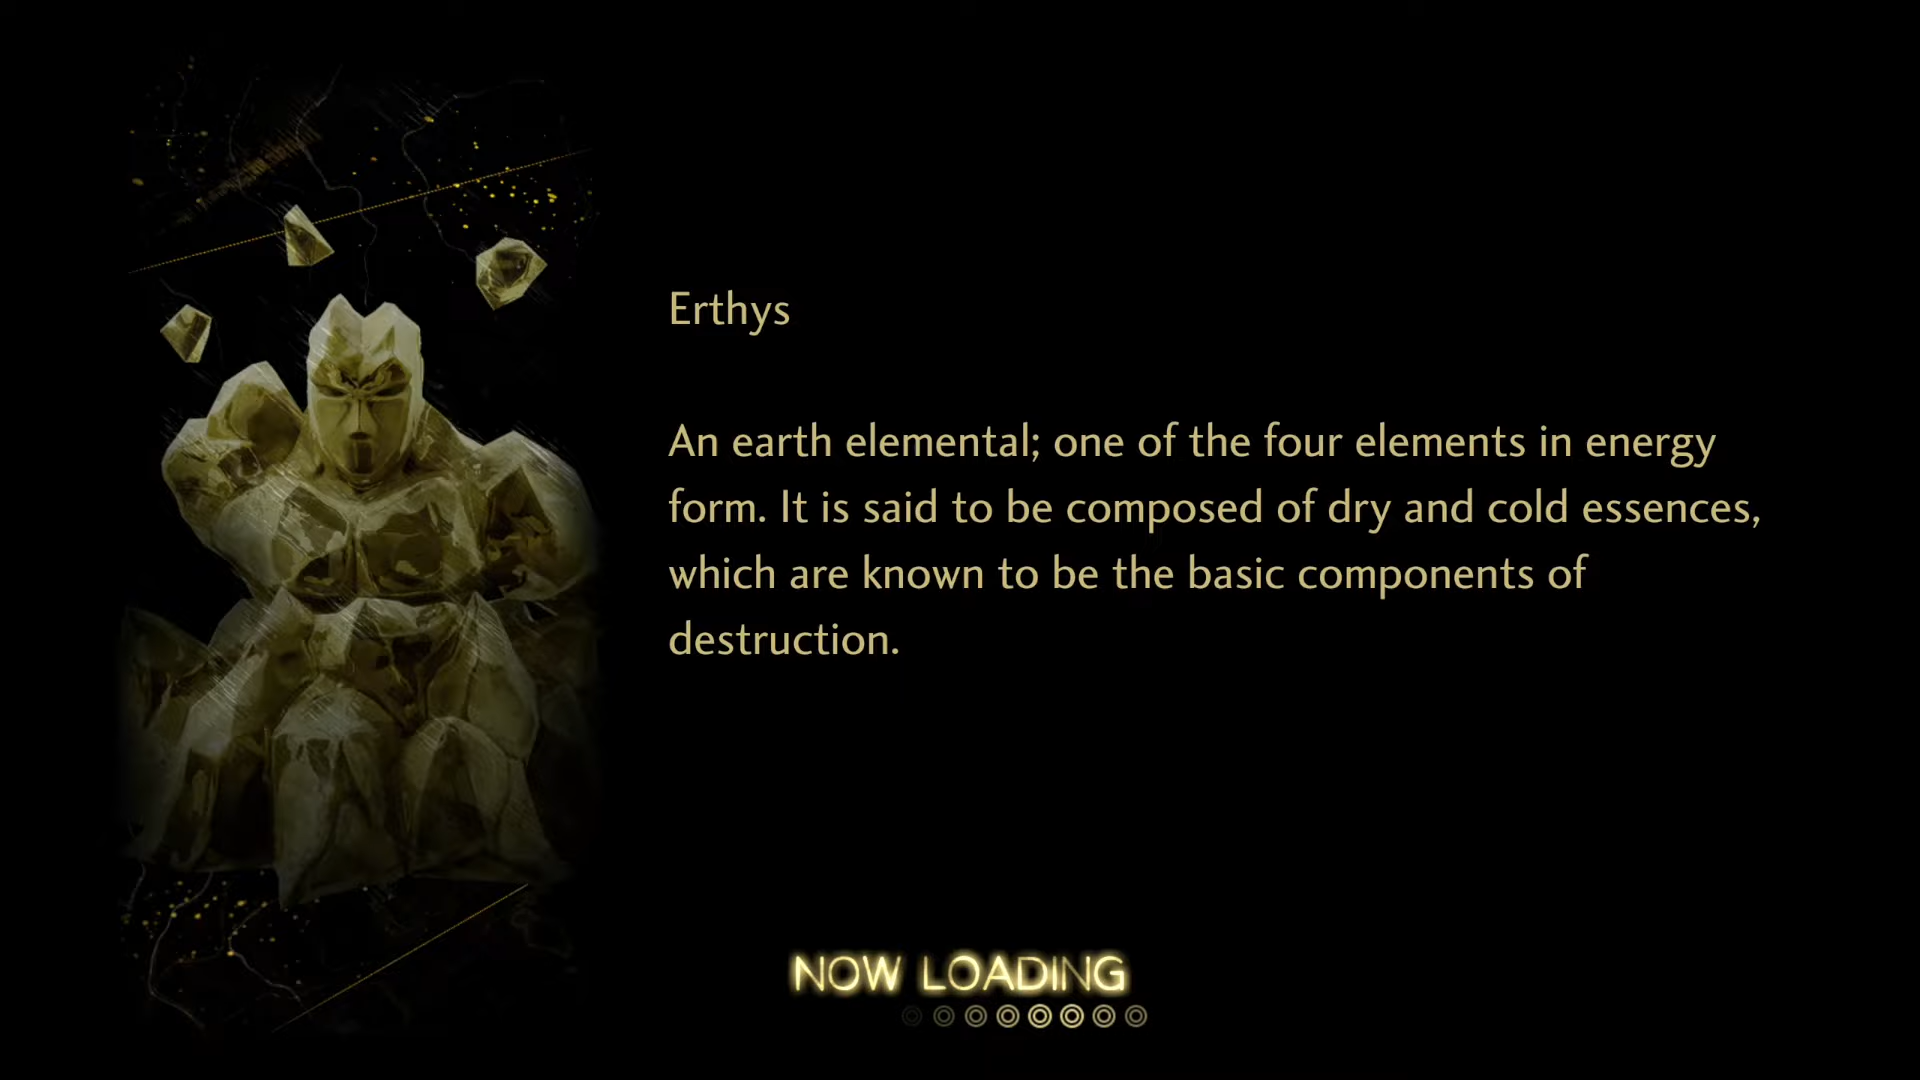 Erthys
An earth elemental; one of the four elements in energy
form. It is said to be composed of dry and cold essences,
which are known to be the basic components of
destruction.
NOW LOADING